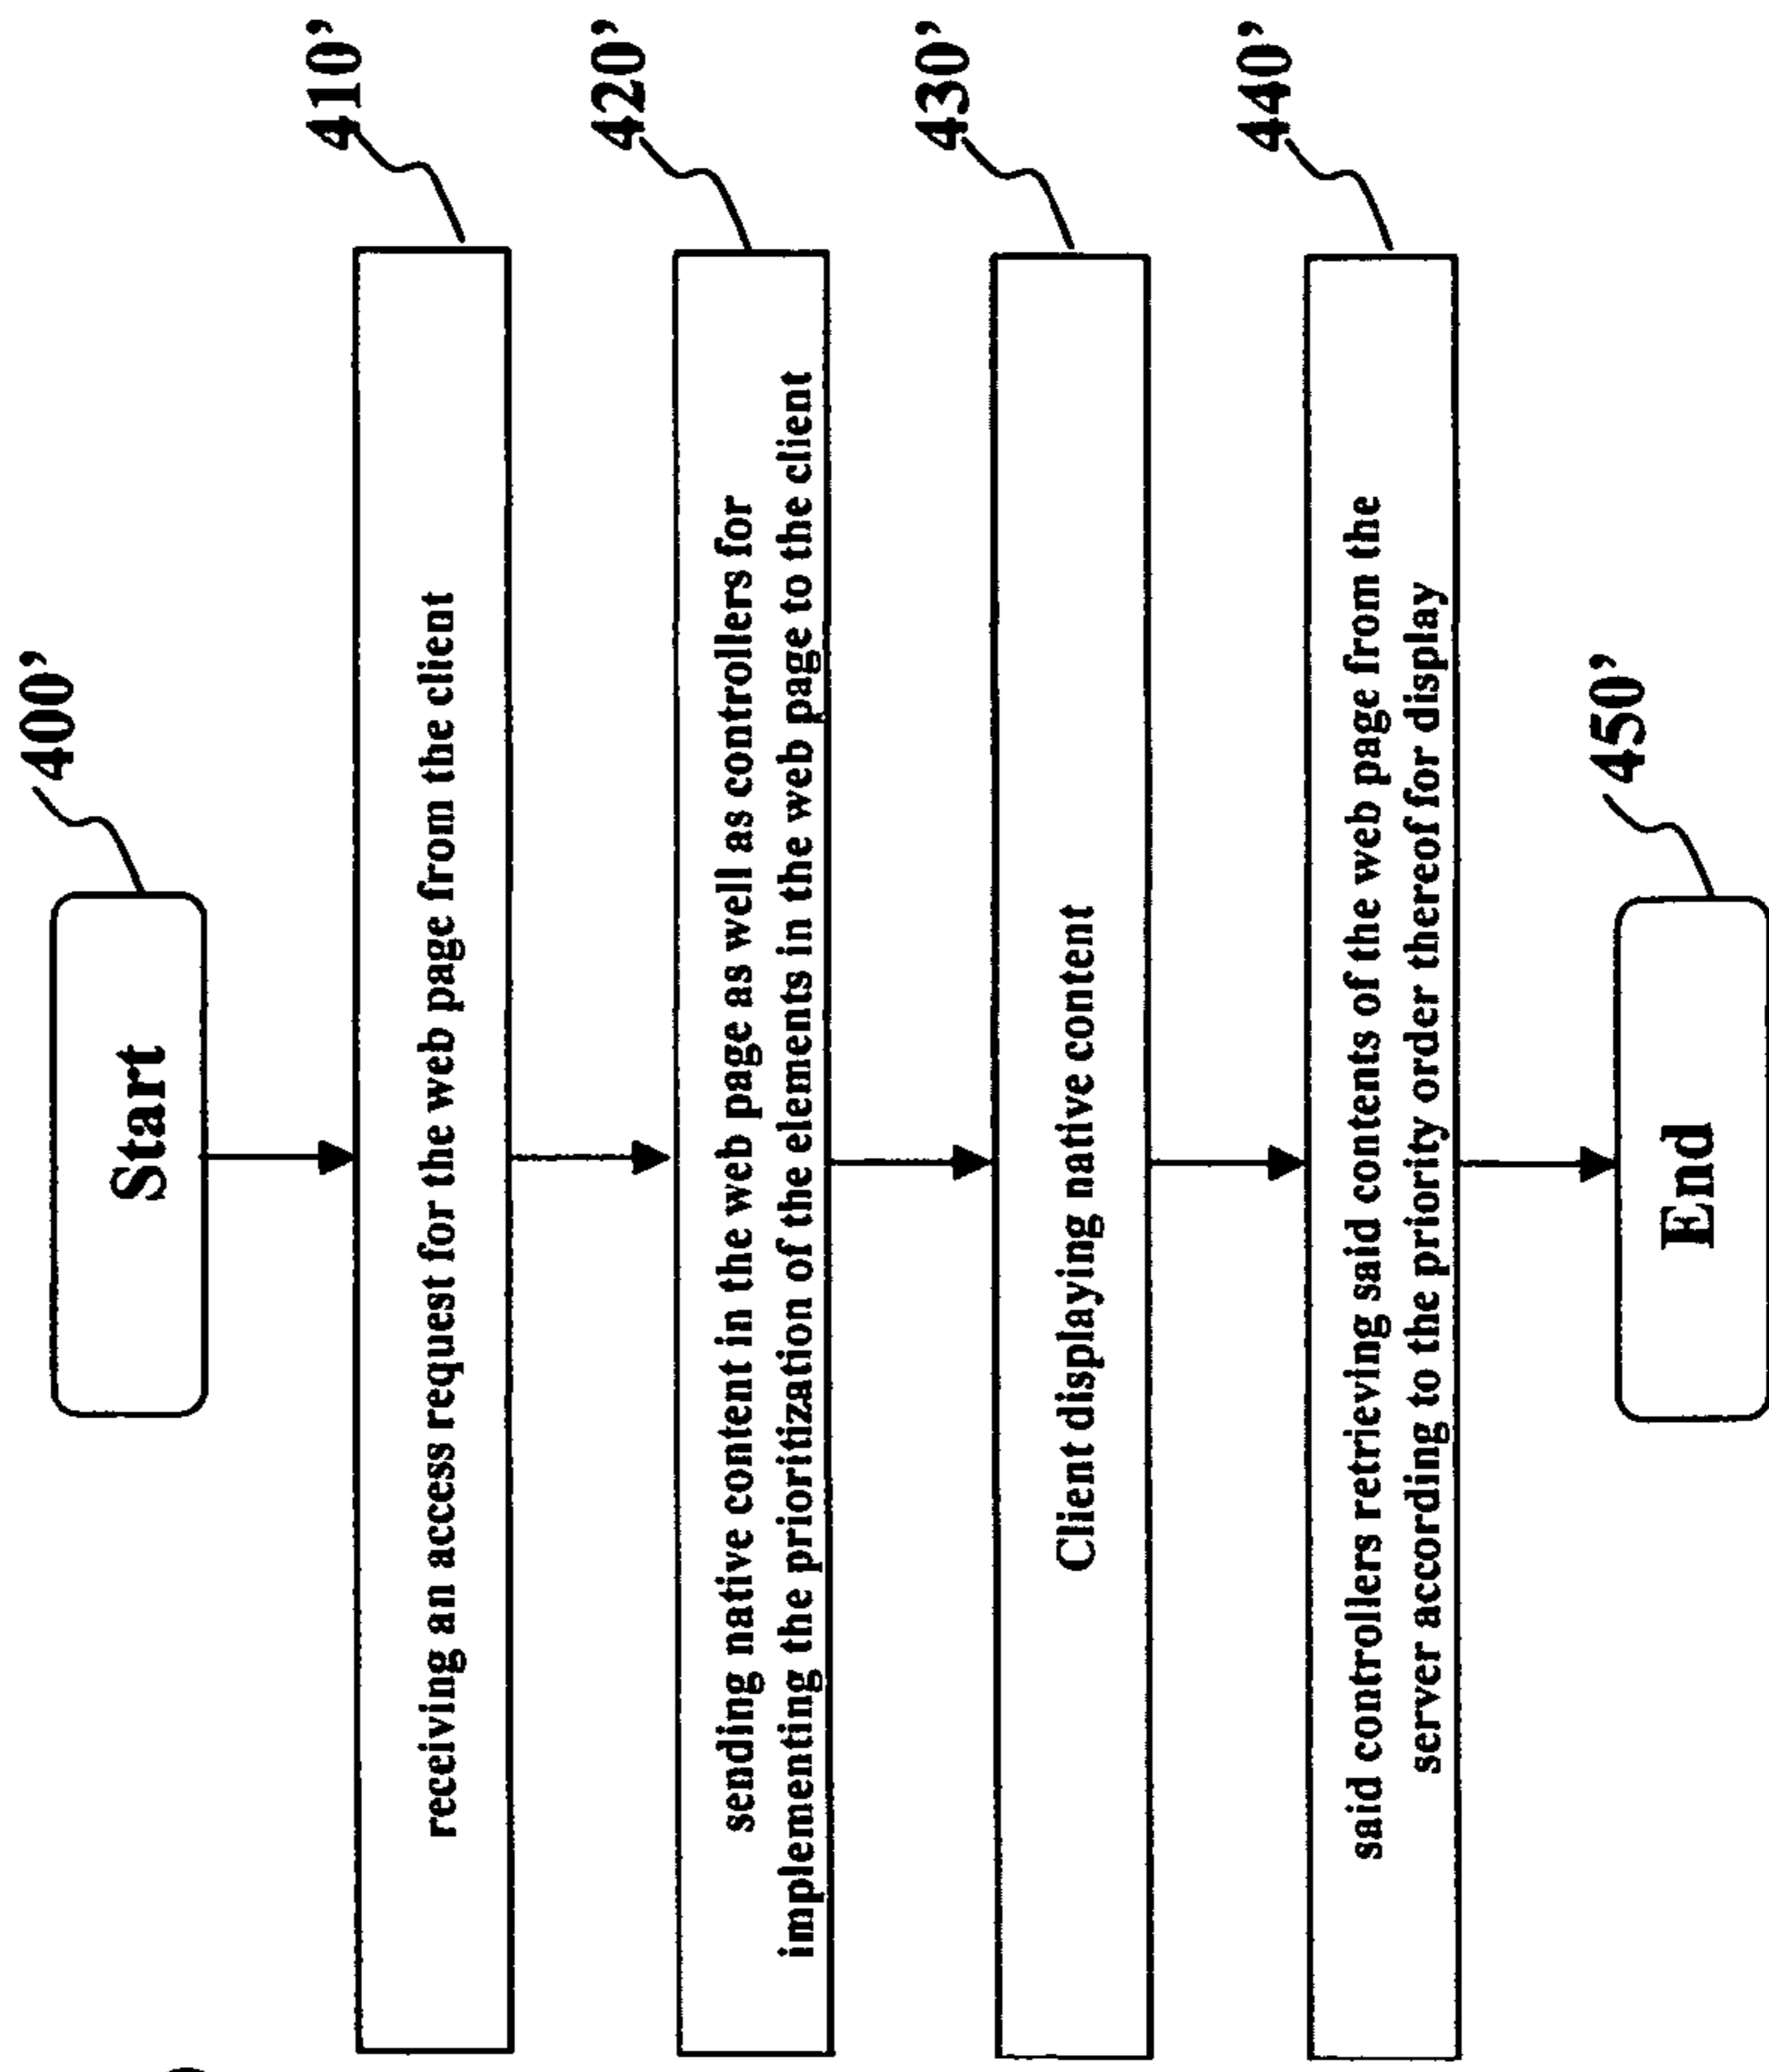 400’
Start
410’
receiving an access request for the web page from the client
420’
sending native content in the web page as well as controllers for
implementing the prioritization of the elements in the web page to the client
430’
Client displaying native content
440’
said controllers retrieving said contents of the web page from the
server according to the priority order thereof for display
450’
End